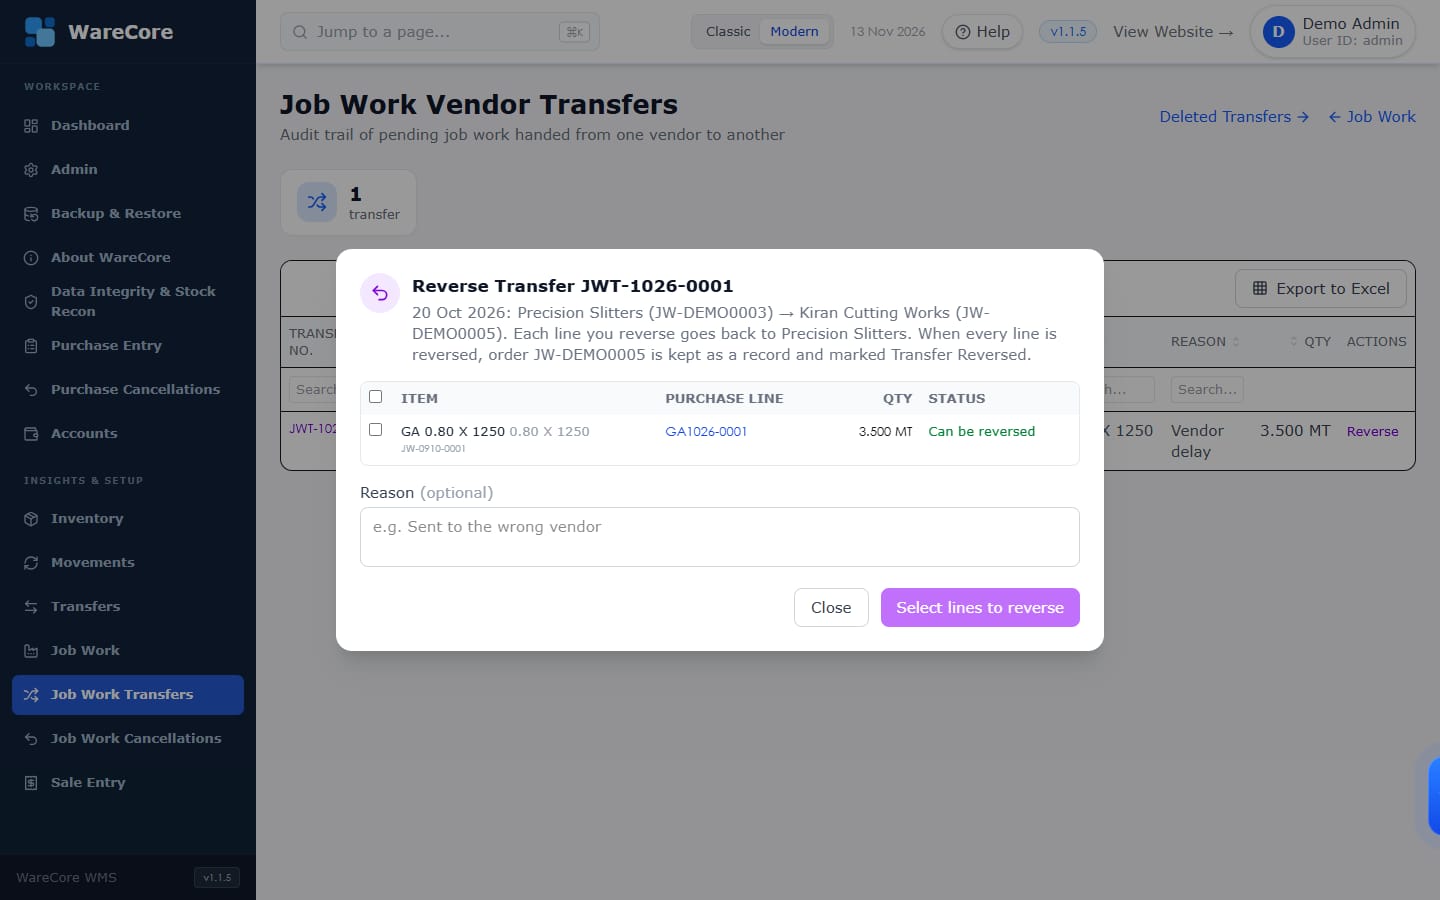 WareCore
WORKSPACE
Dashboard
Admin
Backup & Restore
About WareCore
Data Integrity & Stock
Recon
Purchase Entry
Purchase Cancellations
Accounts
INSIGHTS & SETUP
Inventory
Movements
Transfers
Job Work
Job Work Transfers
Job Work Cancellations
Sale Entry
WareCore WMS
v1.1.5
Jump to a page...
⌘K
Classic
Modern
13 Nov 2026
Help
v1.1.5
View Website →
D
Demo Admin
User ID: admin
Job Work Vendor Transfers
Audit trail of pending job work handed from one vendor to another
Deleted Transfers →
← Job Work
1
transfer
Export to Excel
NO.
REASON
QTY
ACTIONS
Search...
JWT-102
X 1250
Vendor
delay
3.500 MT
Reverse
Reverse Transfer JWT-1026-0001
20 Oct 2026: Precision Slitters (JW-DEMO0003) → Kiran Cutting Works (JW-
DEMO0005). Each line you reverse goes back to Precision Slitters. When every line is
reversed, order JW-DEMO0005 is kept as a record and marked Transfer Reversed.
ITEM
PURCHASE LINE
QTY
STATUS
GA 0.80 X 1250 0.80 X 1250
JW-0910-0001
GA1026-0001
3.500 MT
Can be reversed
Reason (optional)
e.g. Sent to the wrong vendor
Close
Select lines to reverse